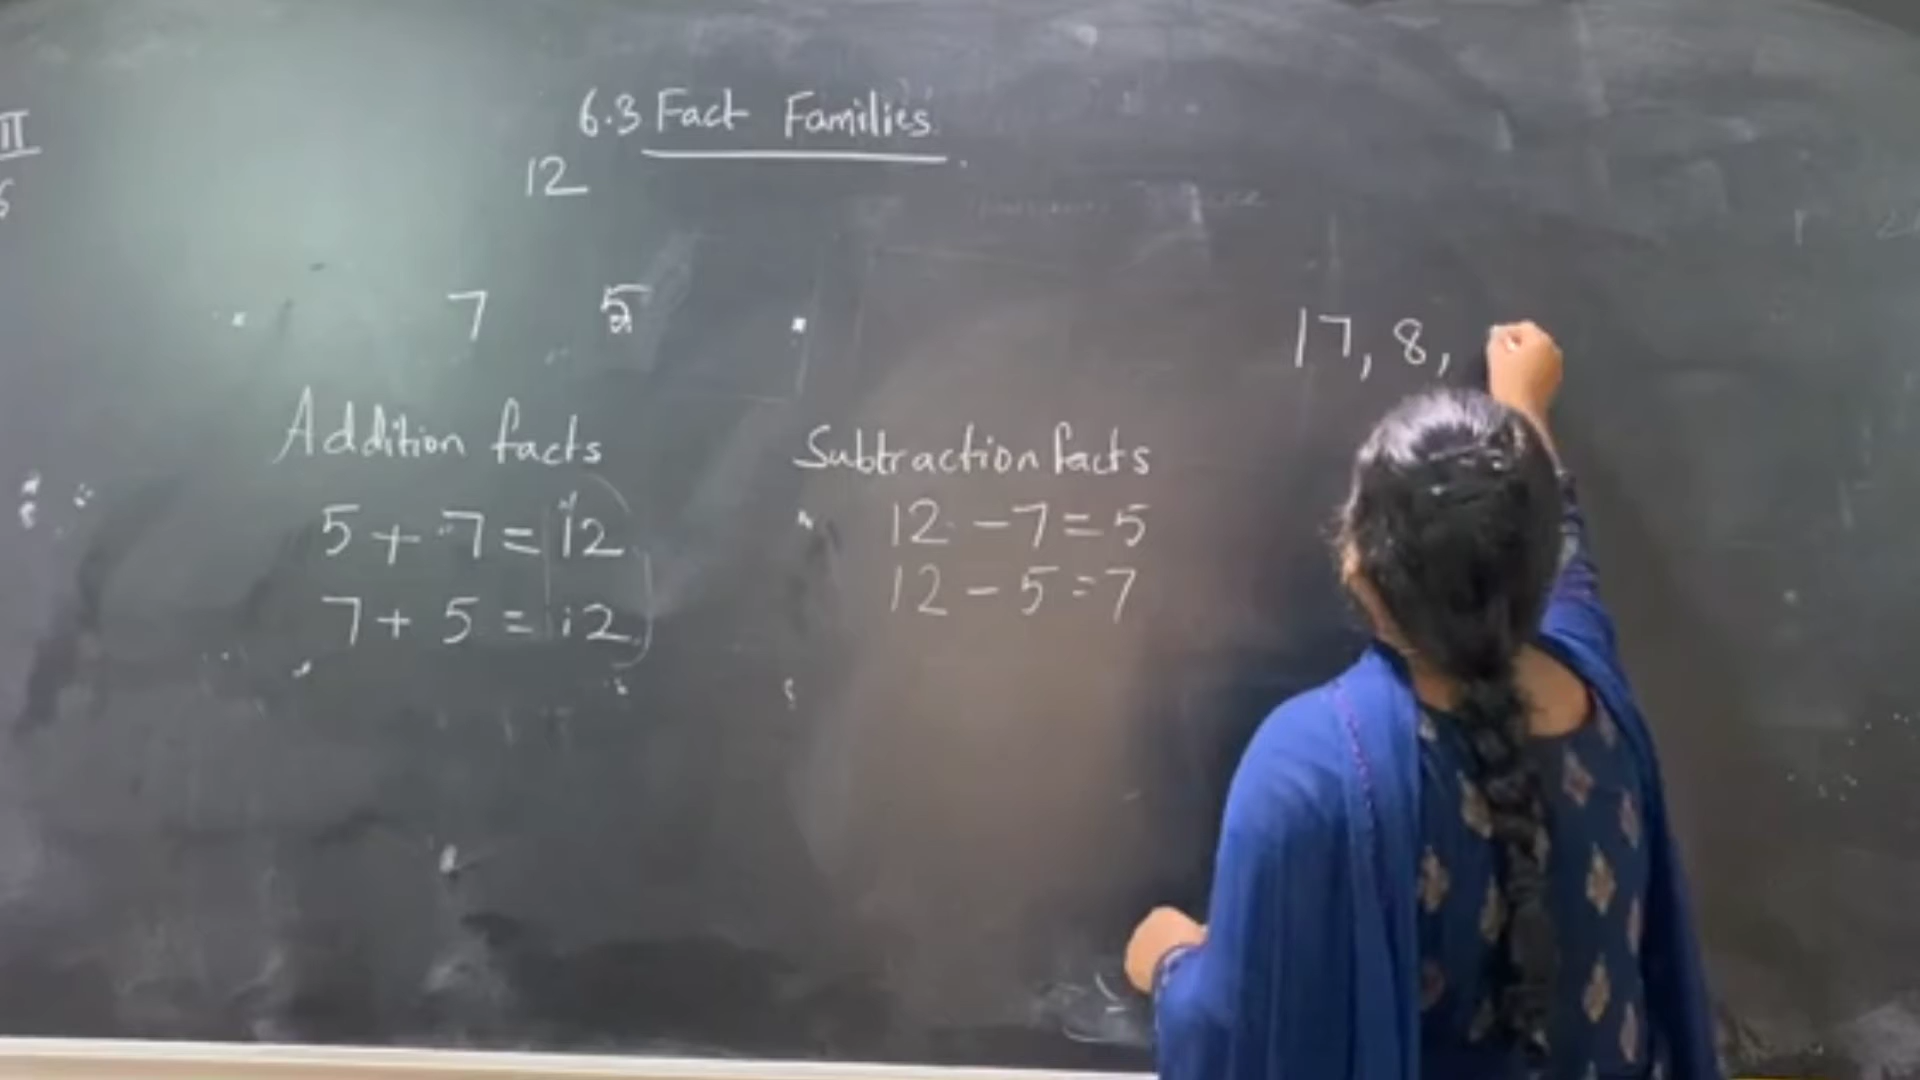 II
6.3 Fact Families
12
7 5
17, 8,
Addition facts
5 + 7 = 12
7 + 5 = 12
Subtraction facts
12 - 7 = 5
12 - 5 = 7